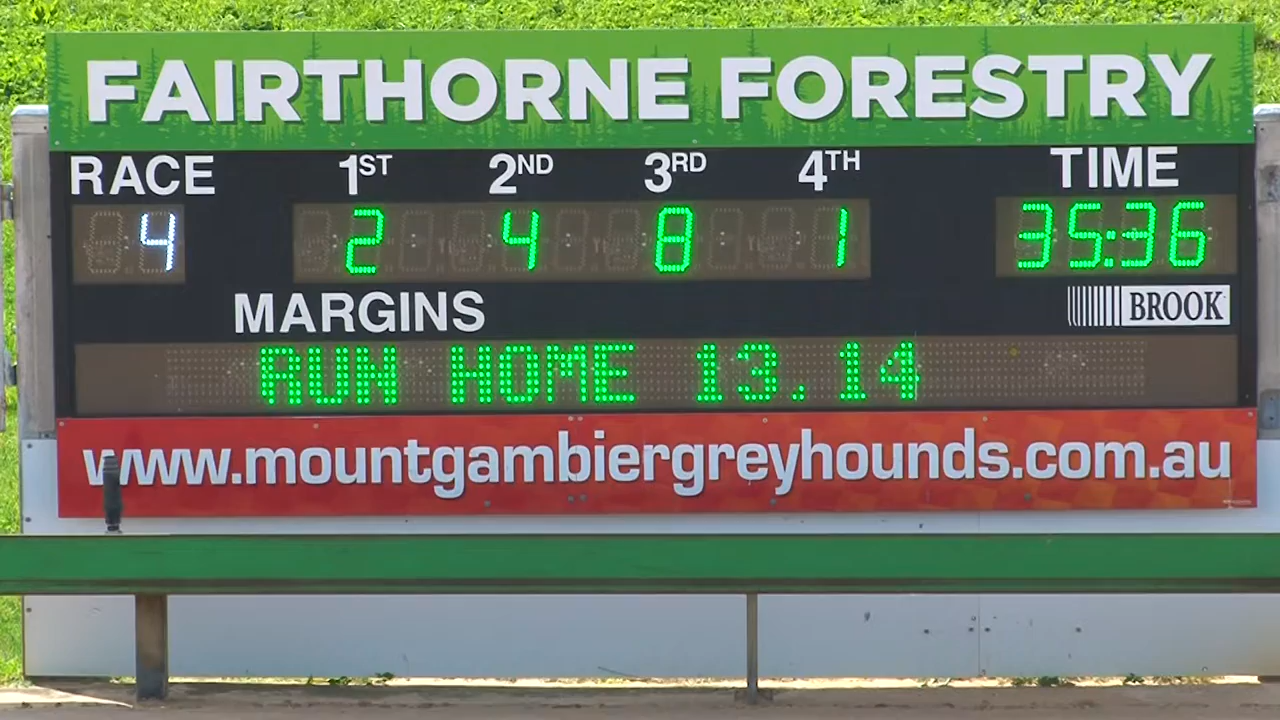 FAIRTHORNE FORESTRY
RACE 1ST 2ND 3RD 4TH TIME
4 2 4 8 1 35:36
MARGINS
BROOK
RUN HOME 13.14
www.mountgambiergreyhounds.com.au